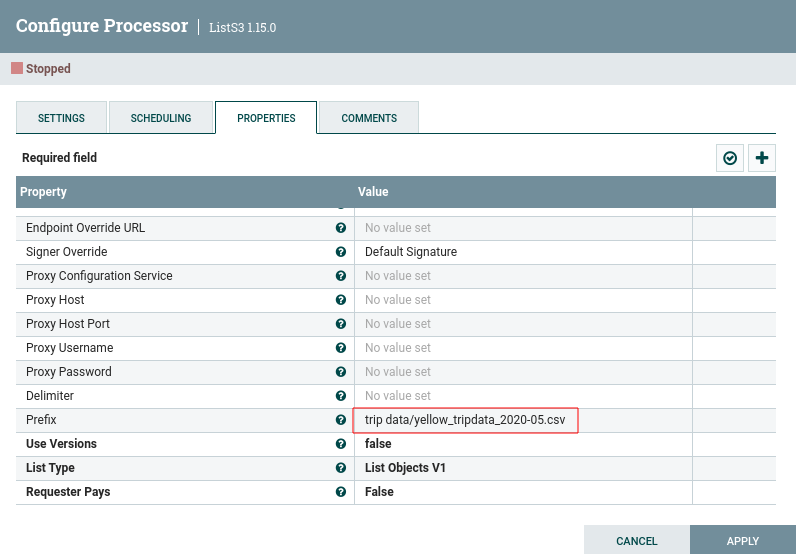 Configure Processor | ListS3 1.15.0
Stopped
SETTINGS SCHEDULING PROPERTIES COMMENTS
Required field
Property Value
Endpoint Override URL No value set
Signer Override Default Signature
Proxy Configuration Service No value set
Proxy Host No value set
Proxy Host Port No value set
Proxy Username No value set
Proxy Password No value set
Delimiter No value set
Prefix trip data/yellow_tripdata_2020-05.csv
Use Versions false
List Type List Objects V1
Requester Pays False
CANCEL APPLY